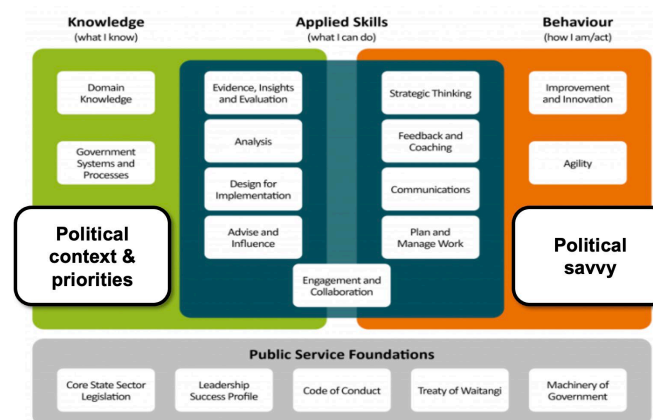 Knowledge
(what I know)
Applied Skills
(what I can do)
Behaviour
(how I am/act)
Domain
Knowledge
Government
Systems and
Processes
Political
context &
priorities
Evidence, Insights
and Evaluation
Analysis
Design for
Implementation
Advise and
Influence
Strategic Thinking
Feedback and
Coaching
Communications
Plan and
Manage Work
Engagement and
Collaboration
Improvement
and Innovation
Agility
Political
savvy
Public Service Foundations
Core State Sector
Legislation
Leadership
Success Profile
Code of Conduct
Treaty of Waitangi
Machinery of
Government